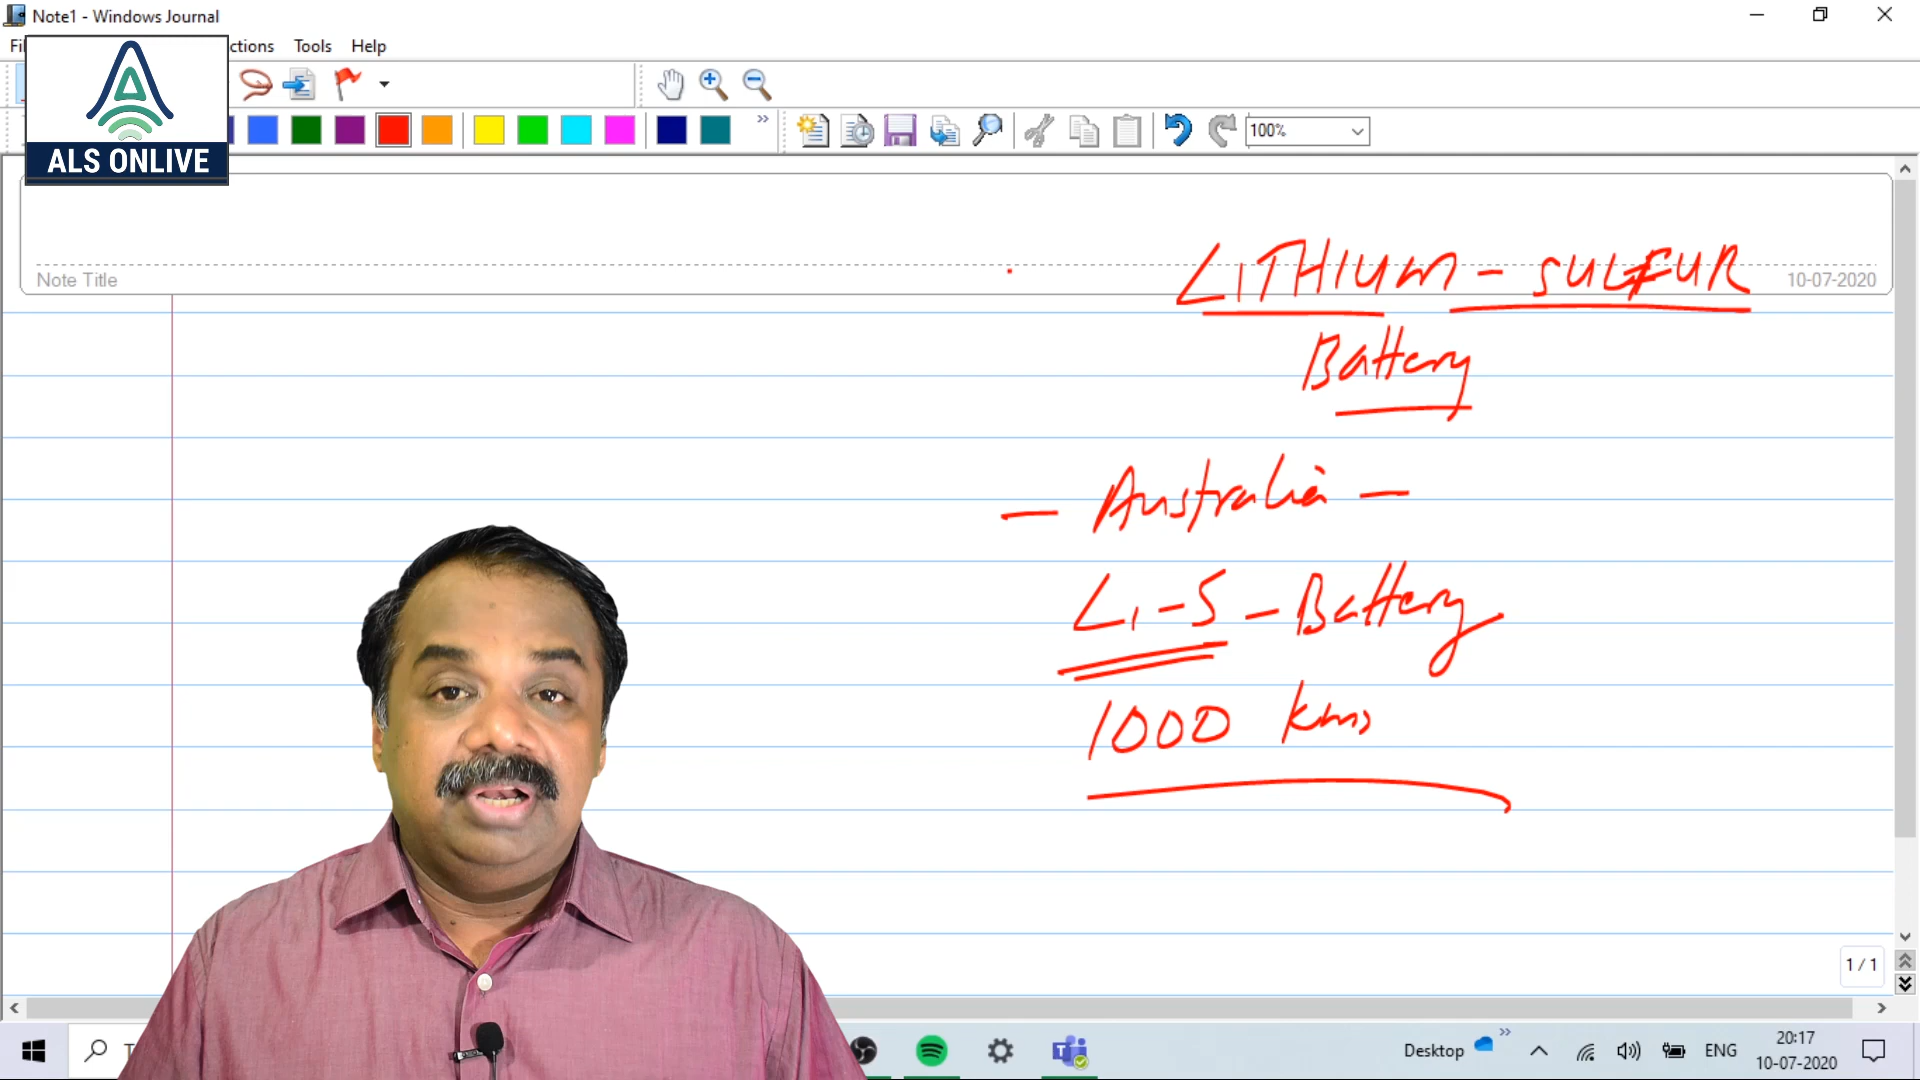 Note1 - Windows Journal
ctions Tools Help
ALS ONLIVE
100%
Note Title
10-07-2020
LITHIUM - SULFUR
Battery
- Australia -
Li - S - Battery
1000 kms
1 / 1
Desktop
ENG
20:17
10-07-2020